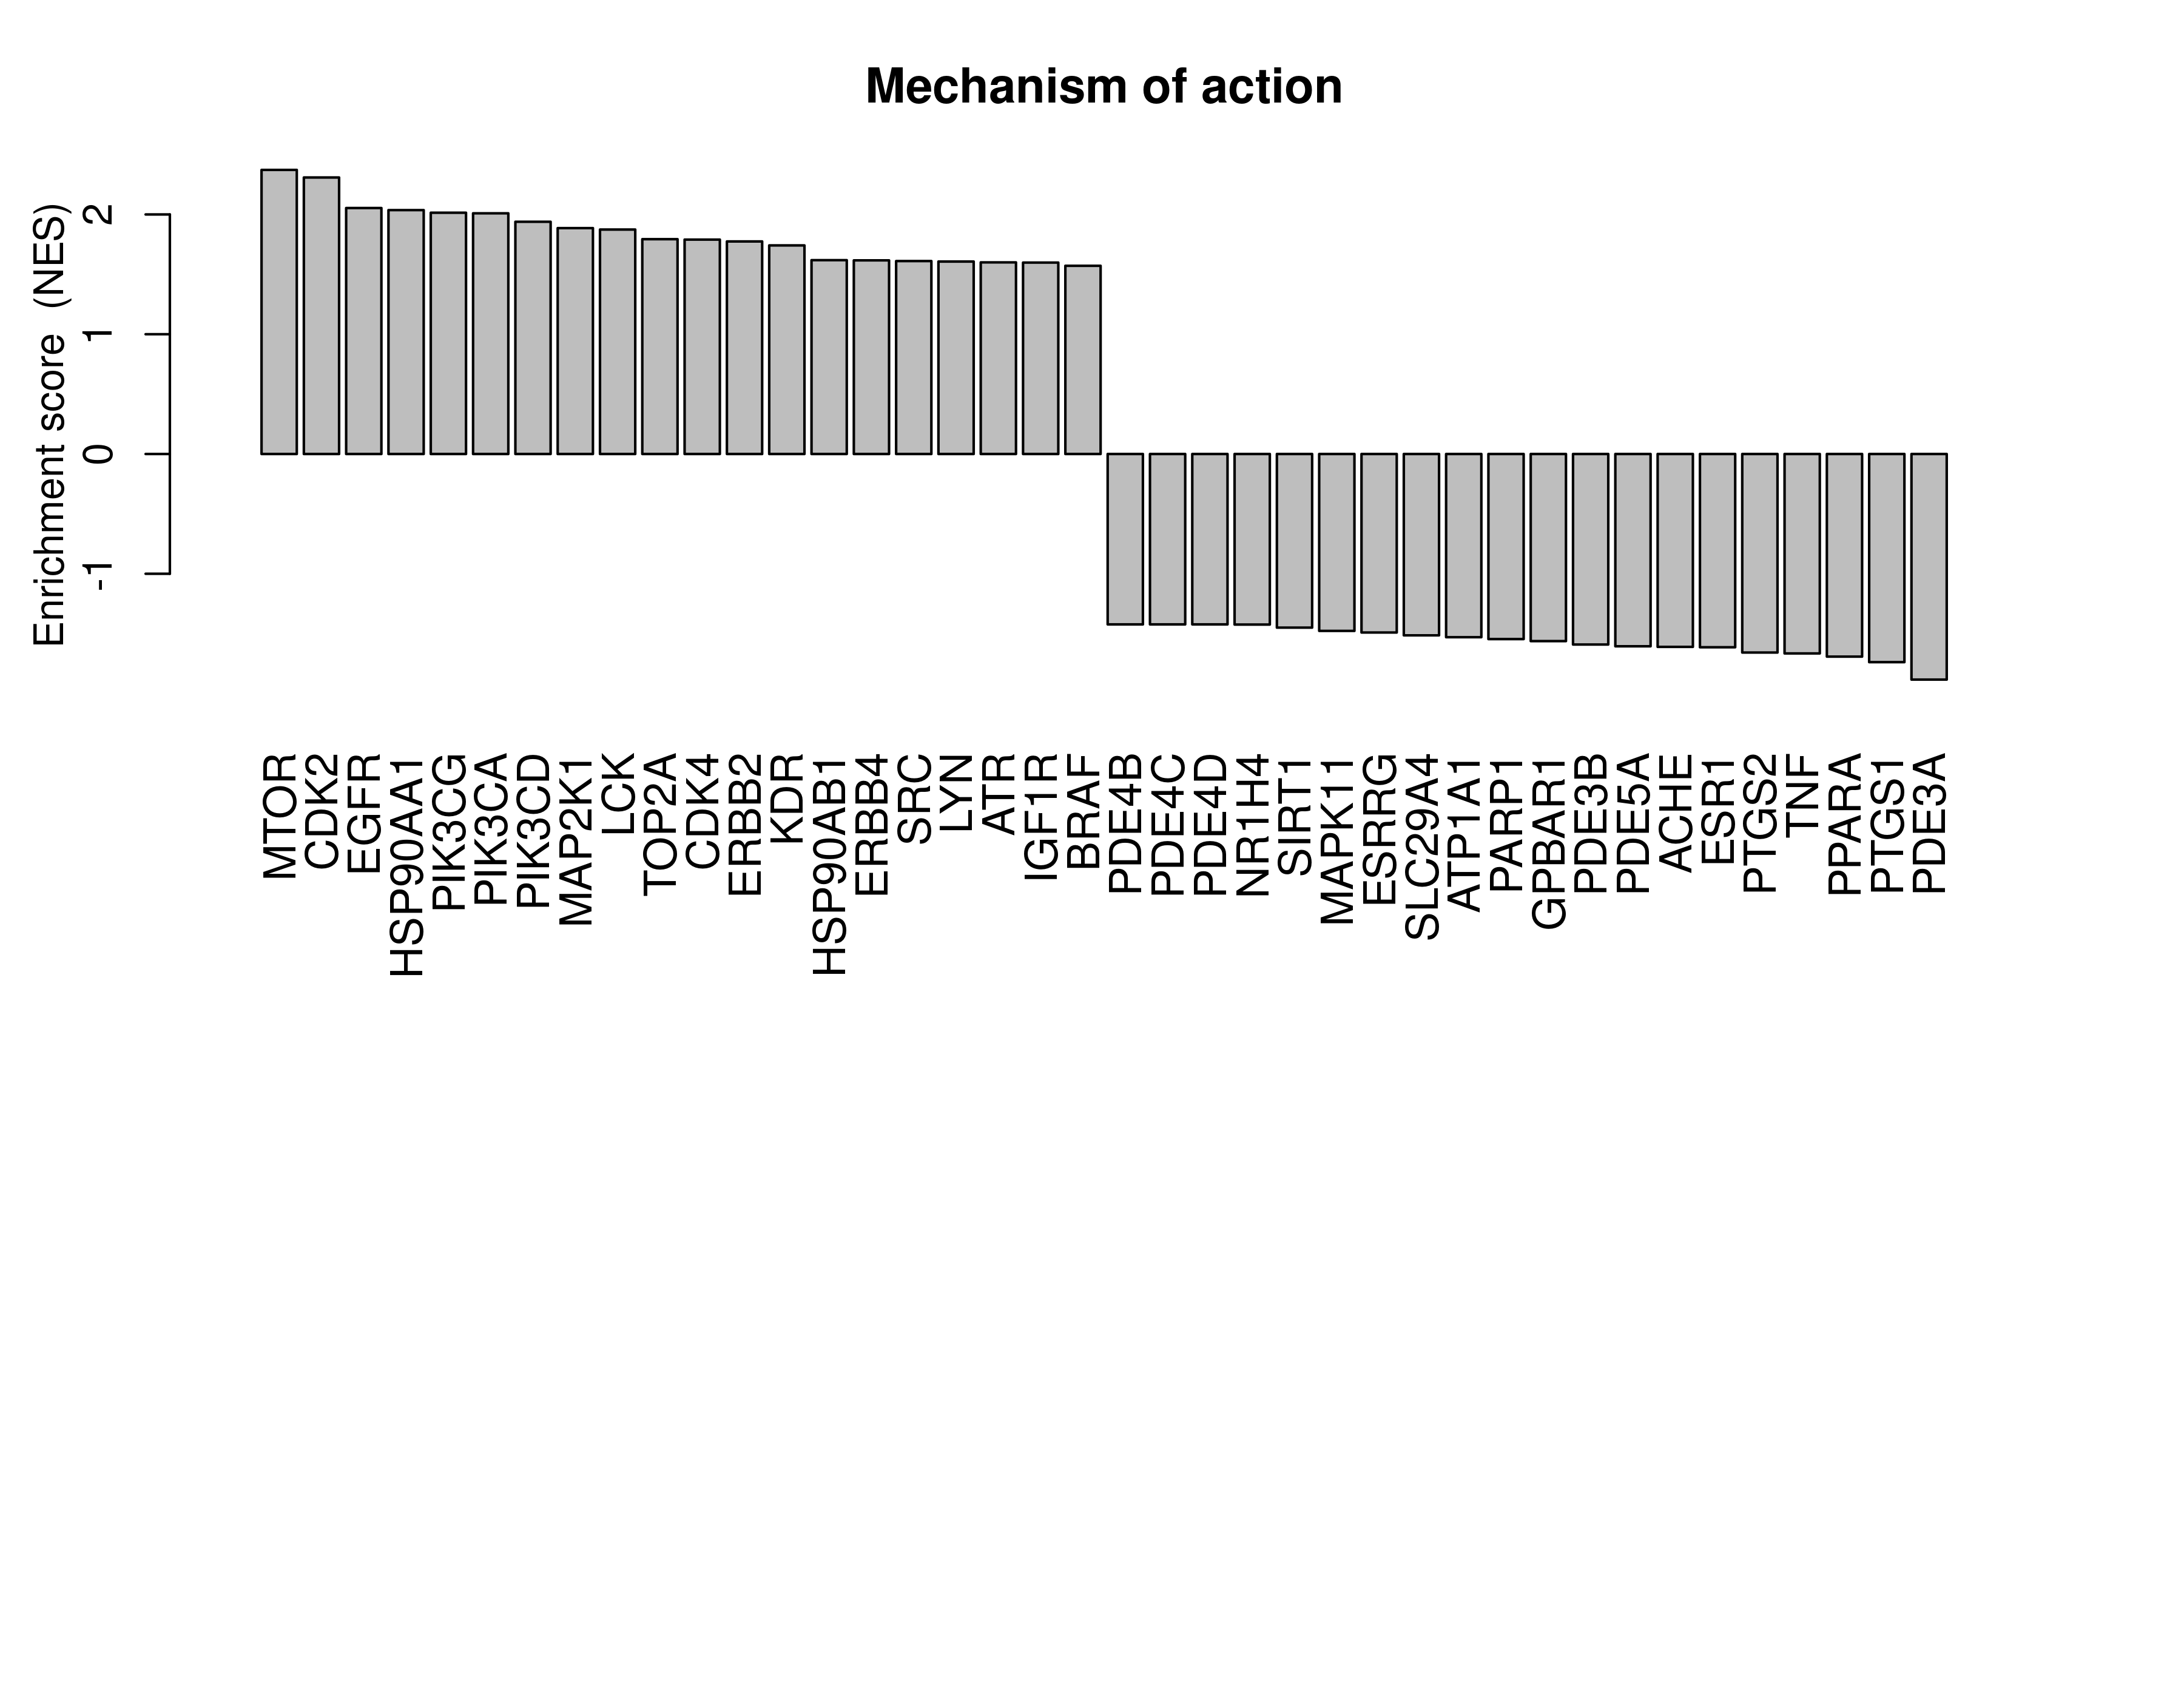 Mechanism of action
Enrichment score (NES)
2
1
0
-1
MTOR
CDK2
EGFR
HSP90AA1
PIK3CG
PIK3CA
PIK3CD
MAP2K1
LCK
TOP2A
CDK4
ERBB2
KDR
HSP90AB1
ERBB4
SRC
LYN
ATR
IGF1R
BRAF
PDE4B
PDE4C
PDE4D
NR1H4
SIRT1
MAPK11
ESRRG
SLC29A4
ATP1A1
PARP1
GPBAR1
PDE3B
PDE5A
ACHE
ESR1
PTGS2
TNF
PPARA
PTGS1
PDE3A